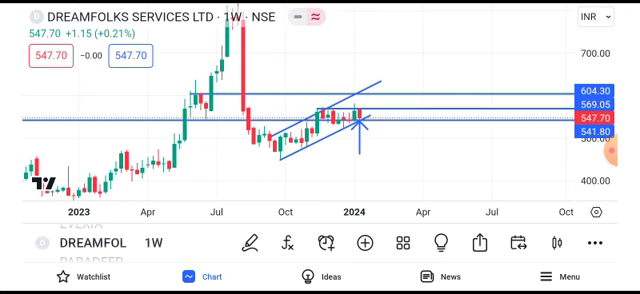 D DREAMFOLKS SERVICES LTD · 1W · NSE
INR
547.70 +1.15 (+0.21%)
547.70 −0.00 547.70
700.00
604.30
569.05
547.70
541.80
400.00
2023 Apr Jul Oct 2024 Apr Jul Oct
D DREAMFOL 1W
Watchlist Chart Ideas News Menu